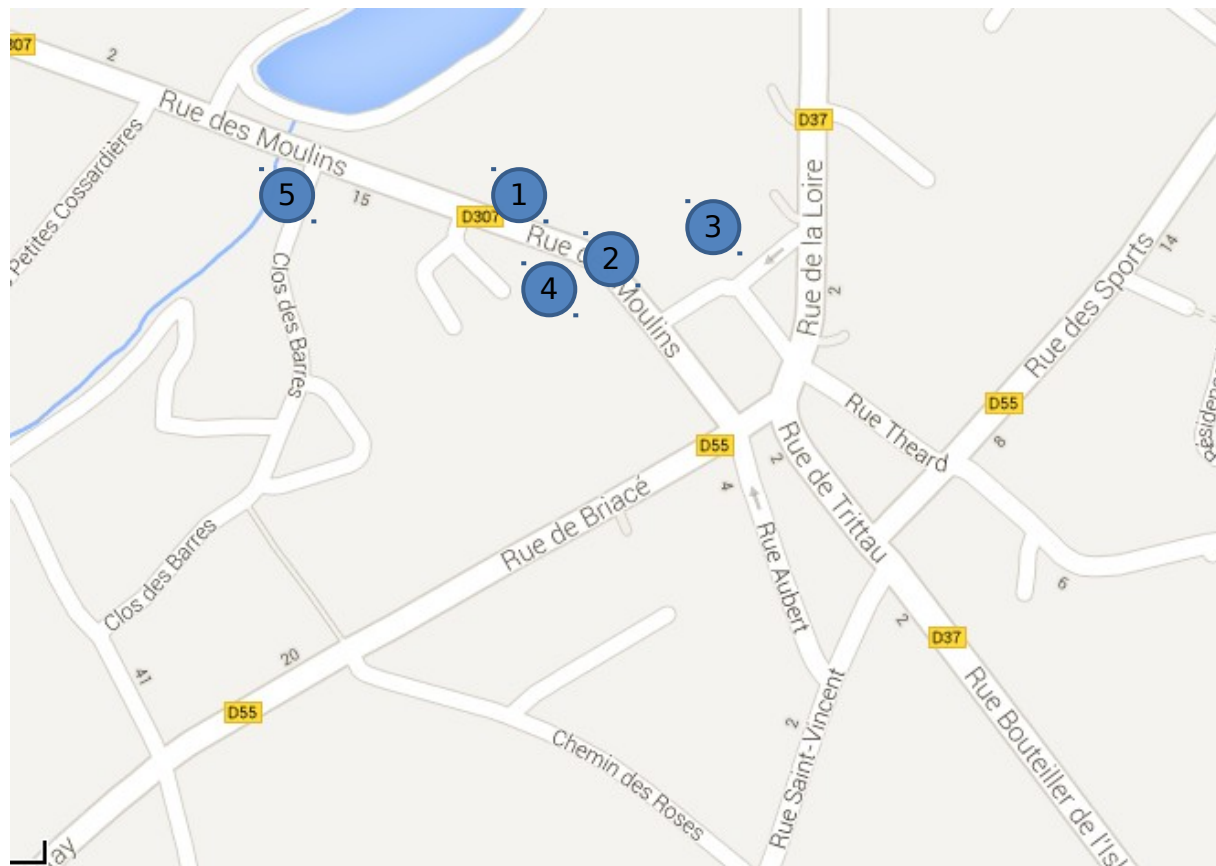 307
2
Rue des Moulins
D37
Petites Cossardières
15
5
1
D307
Rue
2
Moulins
3
4
Rue de la Loire
2
14
Rue des Sports
Clos des Barres
D55
8
Rue Theard
D55
2
4
Rue de Trittau
Rue de Briacé
Rue Aubert
Clos des Barres
6
20
41
2
D37
D55
2
Rue Saint-Vincent
Chemin des Roses
Rue Bouteiller de l'Isl
ay